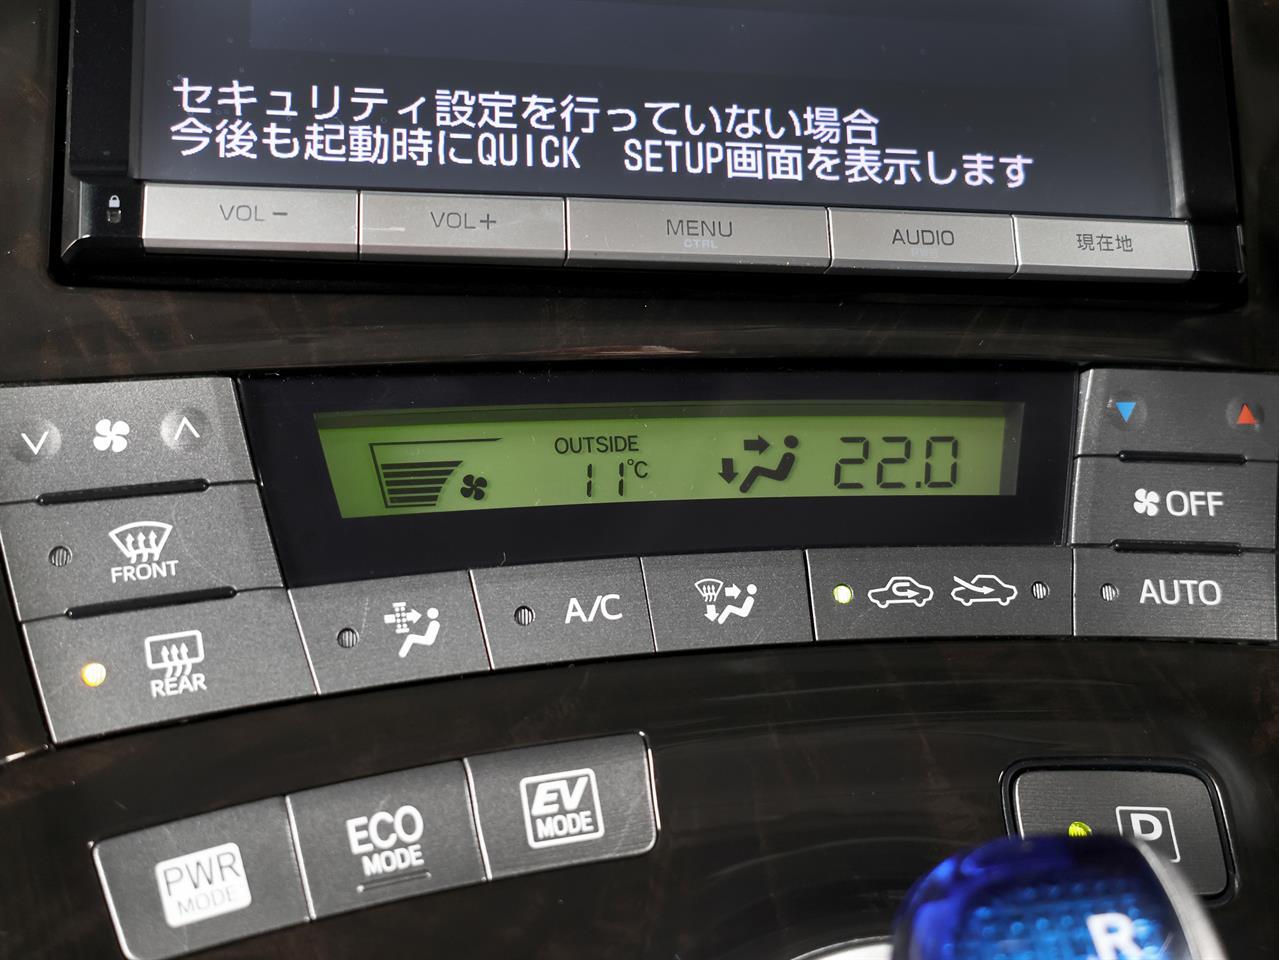 セキュリティ設定を行っていない場合
今後も起動時にQUICK SETUP画面を表示します
VOL − VOL+ MENU AUDIO 現在地
CTRL
OUTSIDE
11°C 22.0
FRONT
OFF
A/C AUTO
REAR
PWR MODE
ECO MODE
EV MODE
P
R